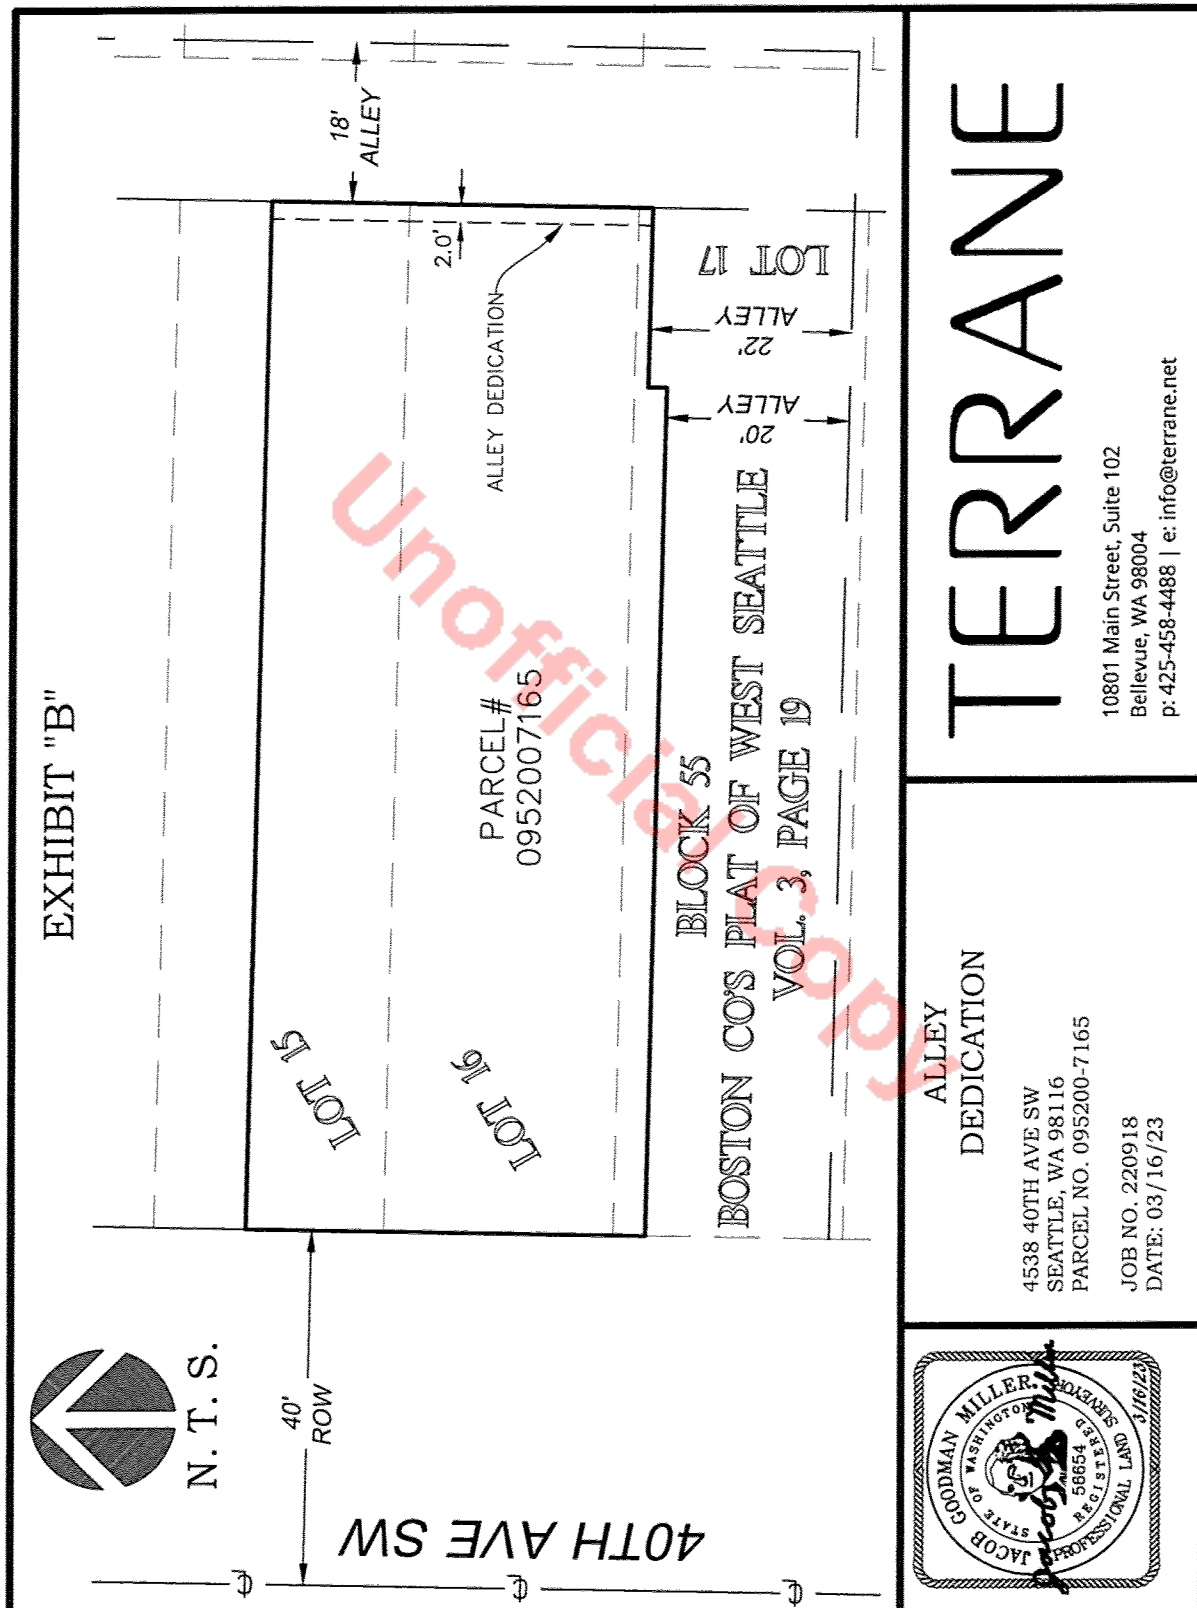 EXHIBIT "B"
N. T. S.
40'
ROW
40TH AVE SW
LOT 15
LOT 16
PARCEL#
0952007165
ALLEY DEDICATION
2.0'
18'
ALLEY
LOT 17
22'
ALLEY
20'
ALLEY
BLOCK 55
BOSTON CO'S PLAT OF WEST SEATTLE
VOL. 3, PAGE 19
Unofficial Copy
JACOB GOODMAN MILLER
STATE OF WASHINGTON
58654
REGISTERED
PROFESSIONAL LAND SURVEYOR
Jacob Miller
3/16/23
ALLEY
DEDICATION
4538 40TH AVE SW
SEATTLE, WA 98116
PARCEL NO. 095200-7165
JOB NO. 220918
DATE: 03/16/23
TERRANE
10801 Main Street, Suite 102
Bellevue, WA 98004
p: 425-458-4488 | e: info@terrane.net